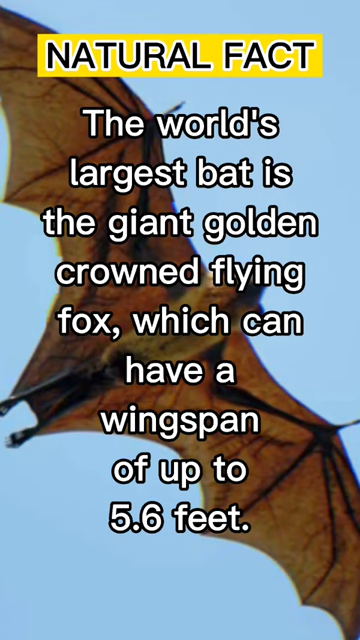 NATURAL FACT
The world's
largest bat is
the giant golden
crowned flying
fox, which can
have a
wingspan
of up to
5.6 feet.